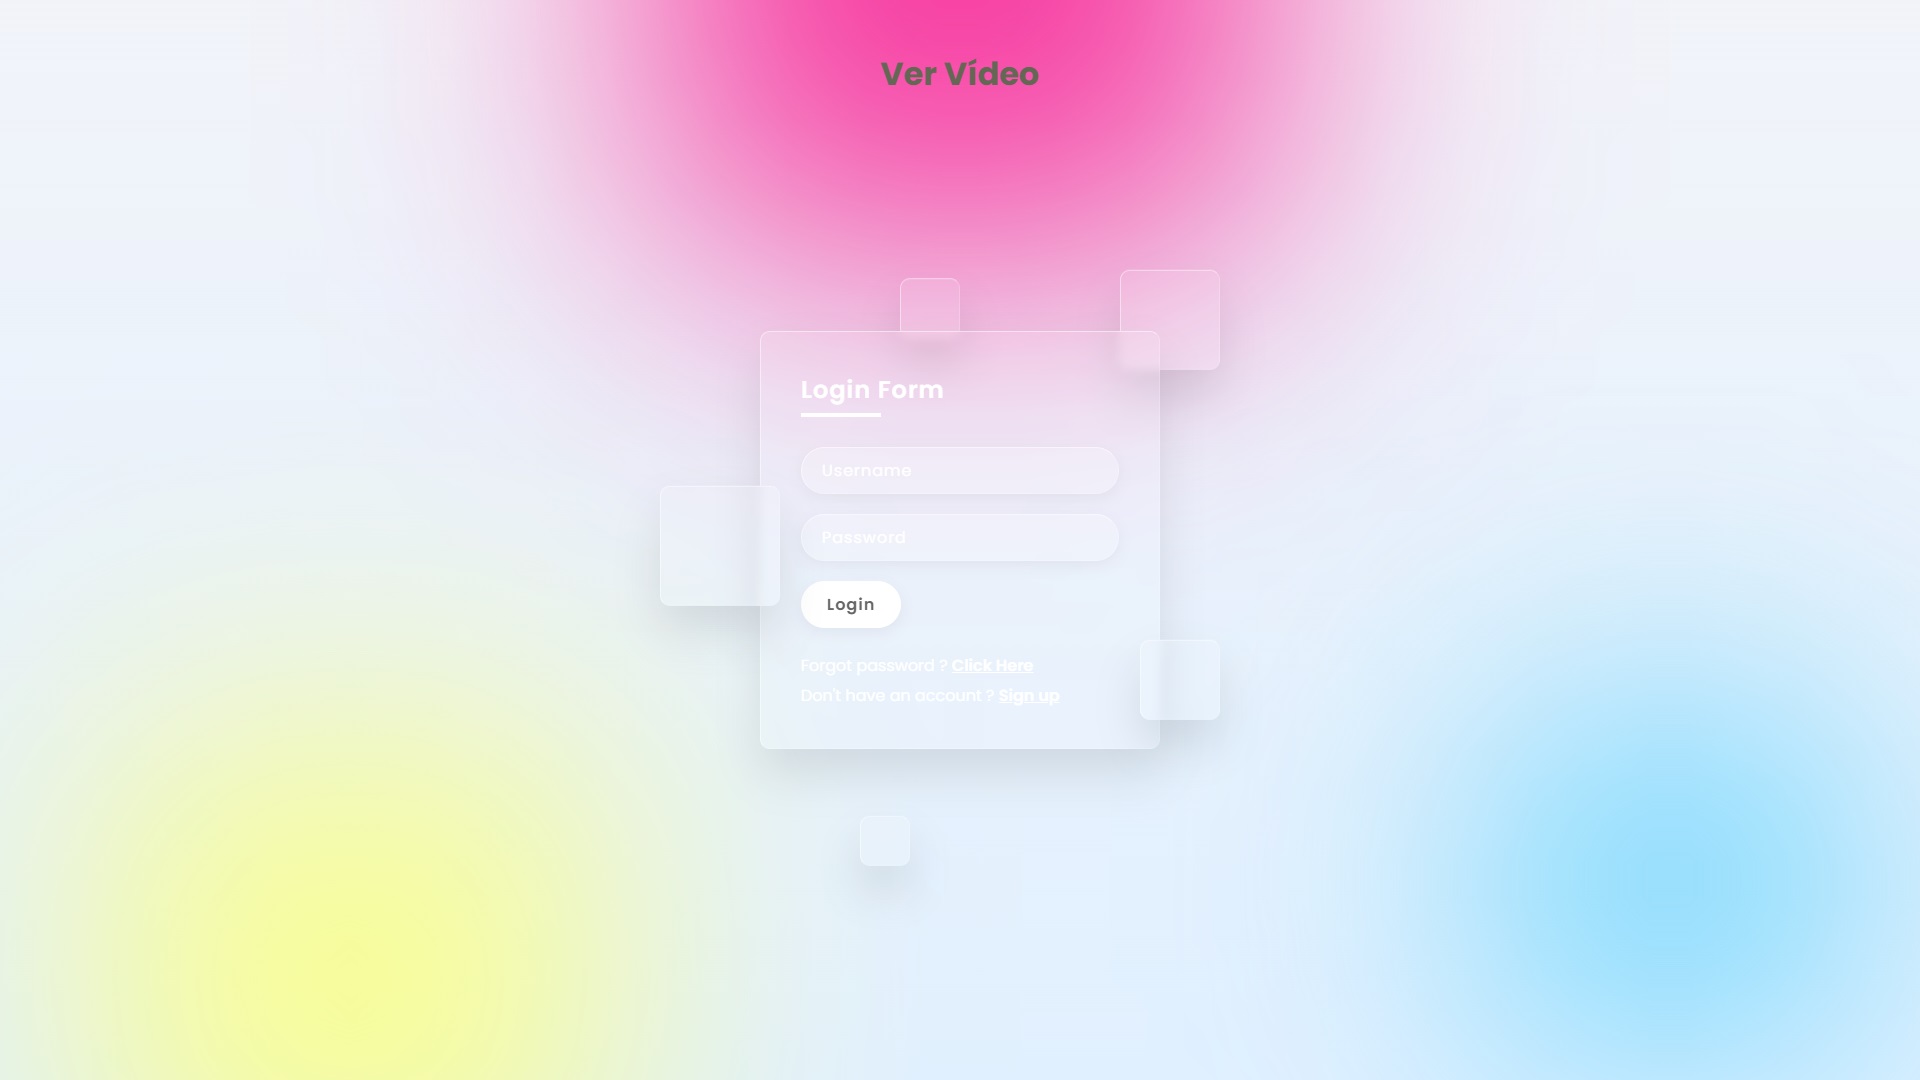 Ver Vídeo
Login Form
Username
Password
Login
Forgot password ? Click Here
Don't have an account ? Sign up